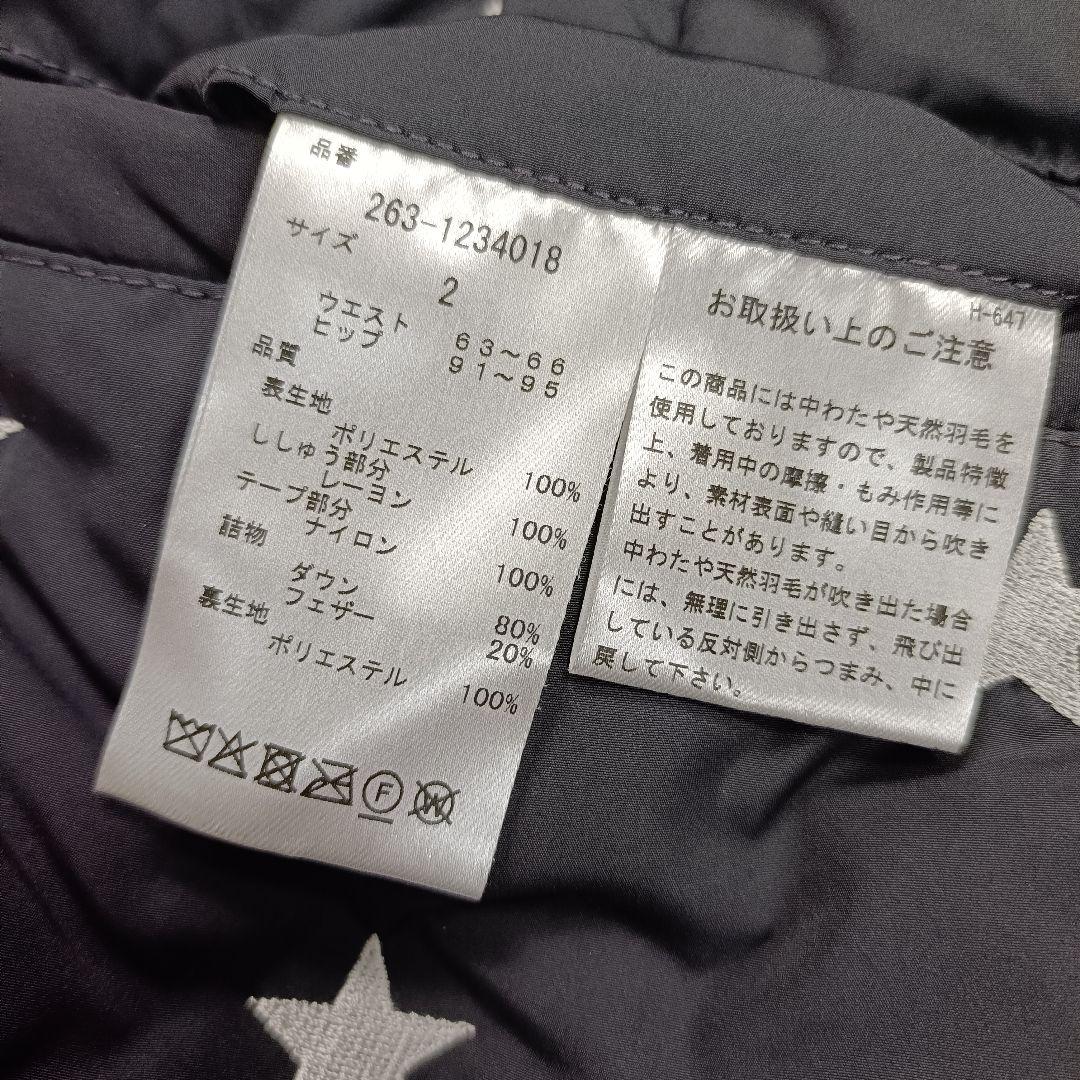 品番
263-1234018
サイズ
2
ウエスト 63～66
ヒップ 91～95
品質
表生地
ポリエステル 100%
ししゅう部分
レーヨン 100%
テープ部分
ナイロン 100%
詰物
ダウン 80%
フェザー 20%
裏生地
ポリエステル 100%
F W
H-647
お取扱い上のご注意
この商品には中わたや天然羽毛を
使用しておりますので、製品特徴
上、着用中の摩擦・もみ作用等に
より、素材表面や縫い目から吹き
出すことがあります。
中わたや天然羽毛が吹き出た場合
には、無理に引き出さず、飛び出
している反対側からつまみ、中に
戻して下さい。